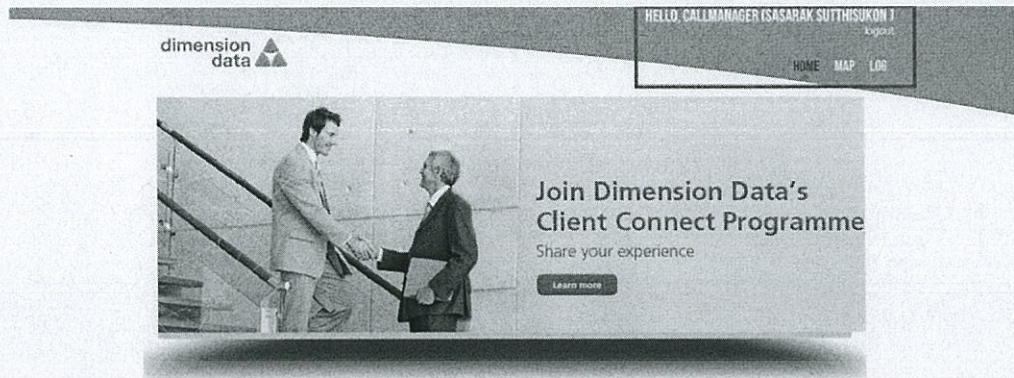 HELLO, CALLMANAGER (SASARAK SUTTHISUKON )
logout
dimension
data
HOME MAP LOG
Join Dimension Data's
Client Connect Programme
Share your experience
Learn more